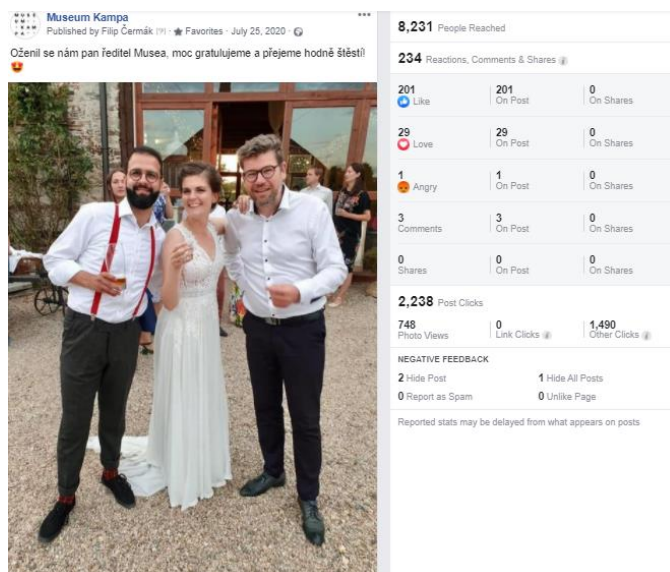 MUSE
UM K
AM
PA
Museum Kampa
Published by Filip Čermák [?] · Favorites · July 25, 2020 ·
Oženil se nám pan ředitel Musea, moc gratulujeme a přejeme hodně štěstí!
8,231 People Reached
234 Reactions, Comments & Shares
201 Like
201 On Post
0 On Shares
29 Love
29 On Post
0 On Shares
1 Angry
1 On Post
0 On Shares
3 Comments
3 On Post
0 On Shares
0 Shares
0 On Post
0 On Shares
2,238 Post Clicks
748 Photo Views
0 Link Clicks
1,490 Other Clicks
NEGATIVE FEEDBACK
2 Hide Post
1 Hide All Posts
0 Report as Spam
0 Unlike Page
Reported stats may be delayed from what appears on posts